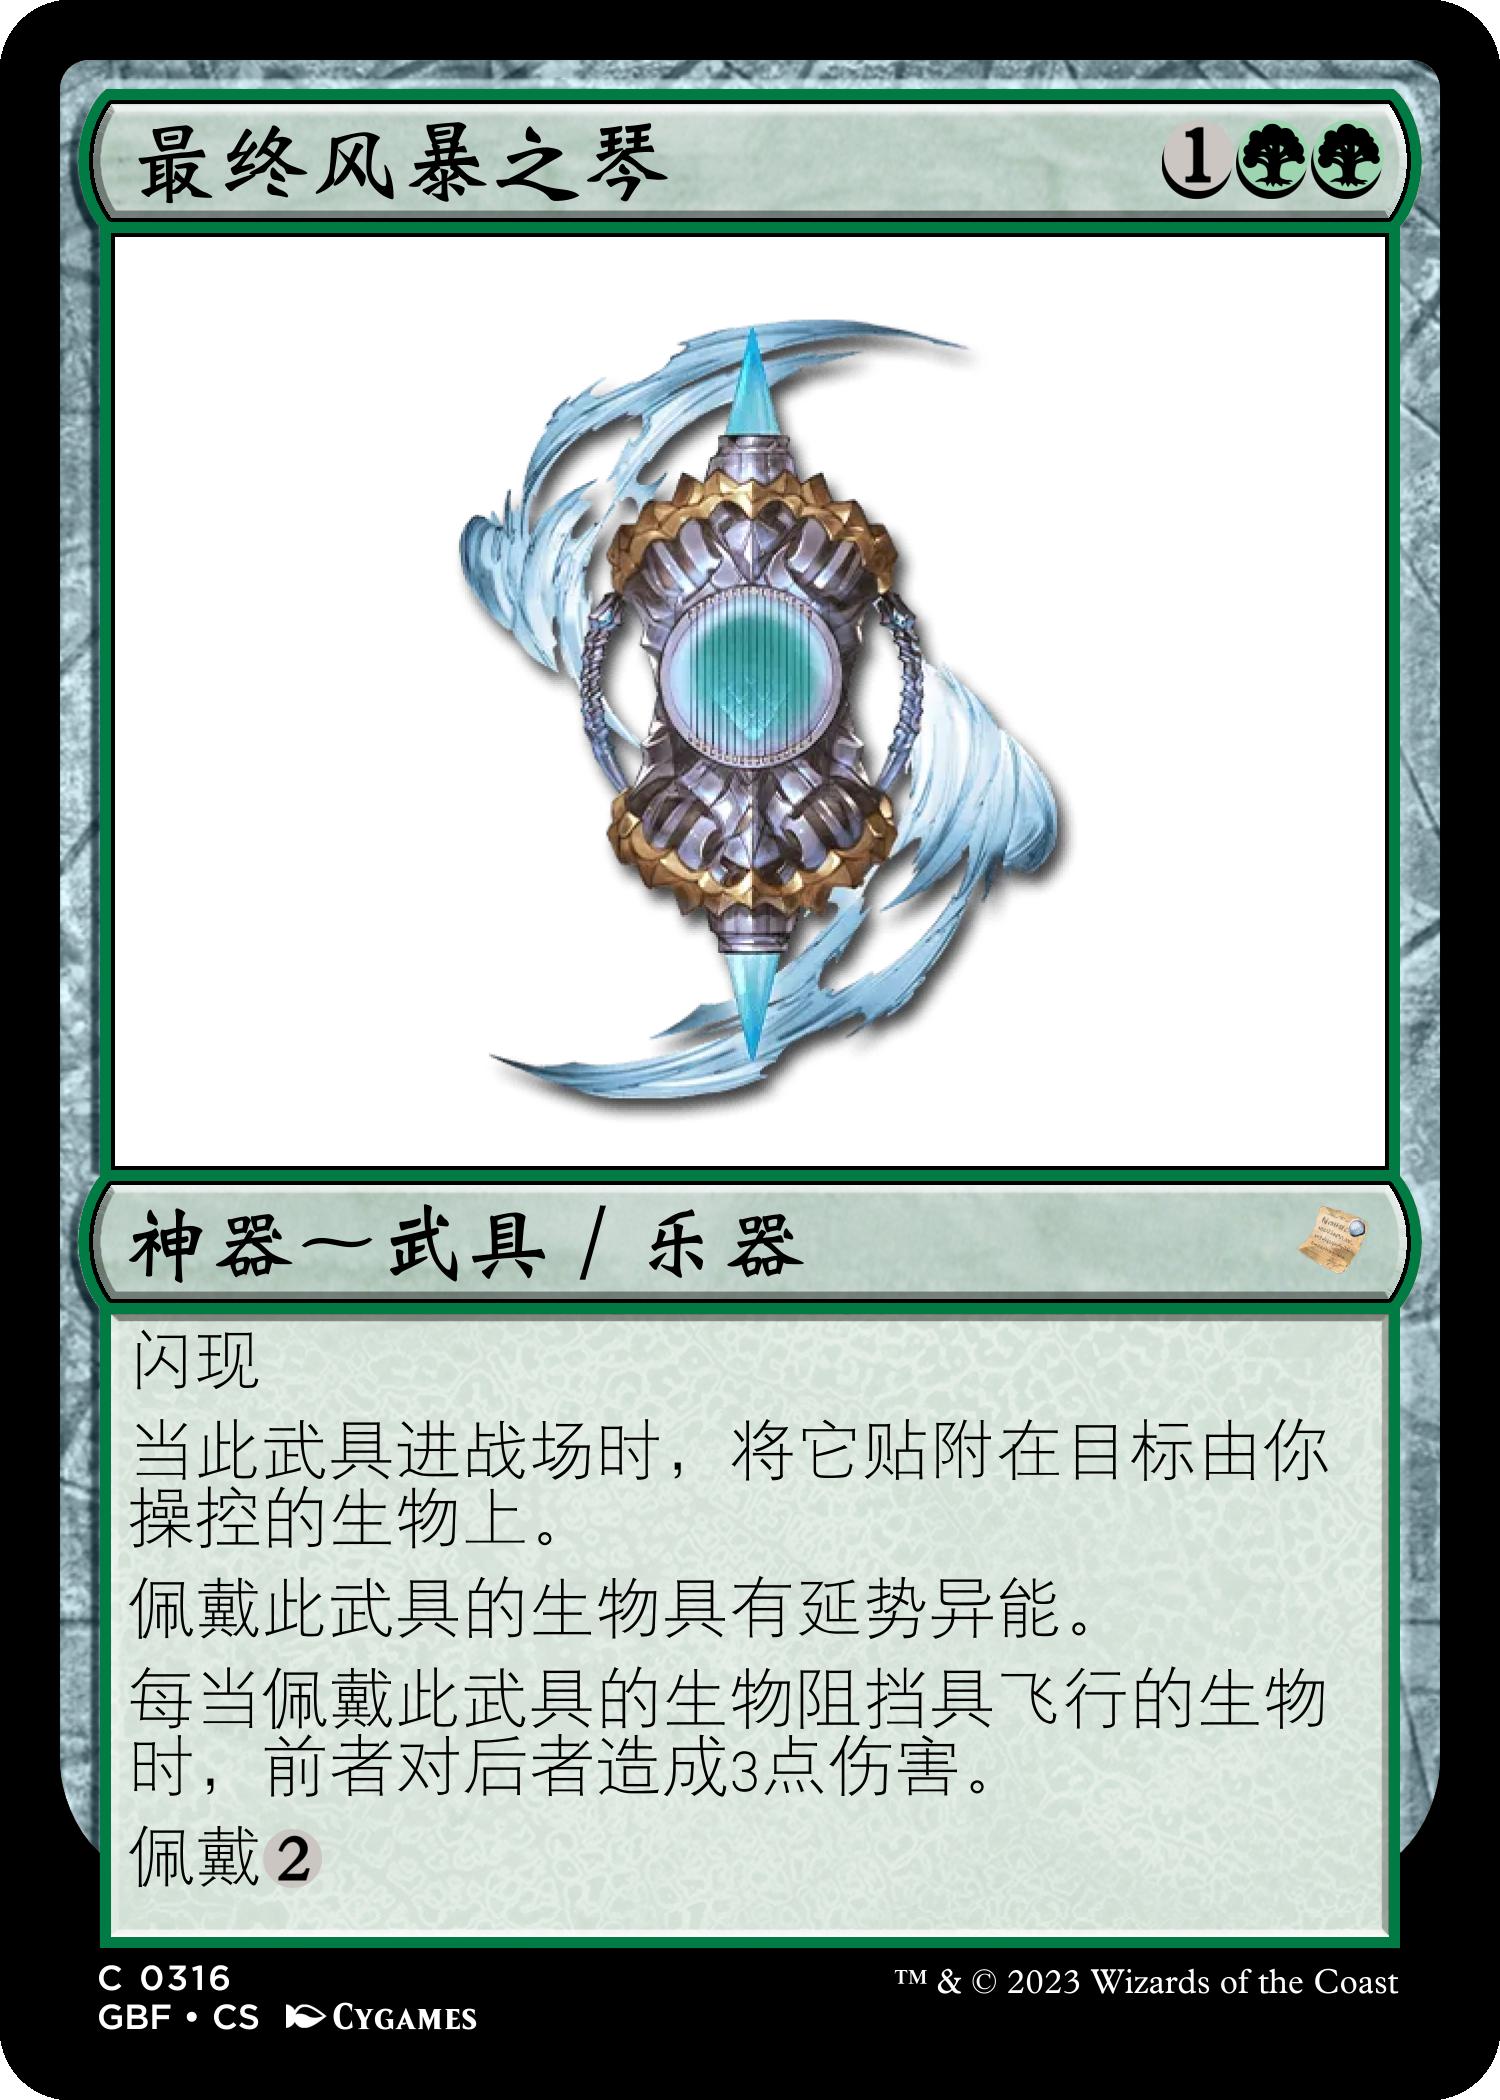 最终风暴之琴 1
神器～武具 / 乐器
闪现
当此武具进战场时，将它贴附在目标由你
操控的生物上。
佩戴此武具的生物具有延势异能。
每当佩戴此武具的生物阻挡具飞行的生物
时，前者对后者造成3点伤害。
佩戴2
C 0316
GBF • CS CYGAMES
™ & © 2023 Wizards of the Coast